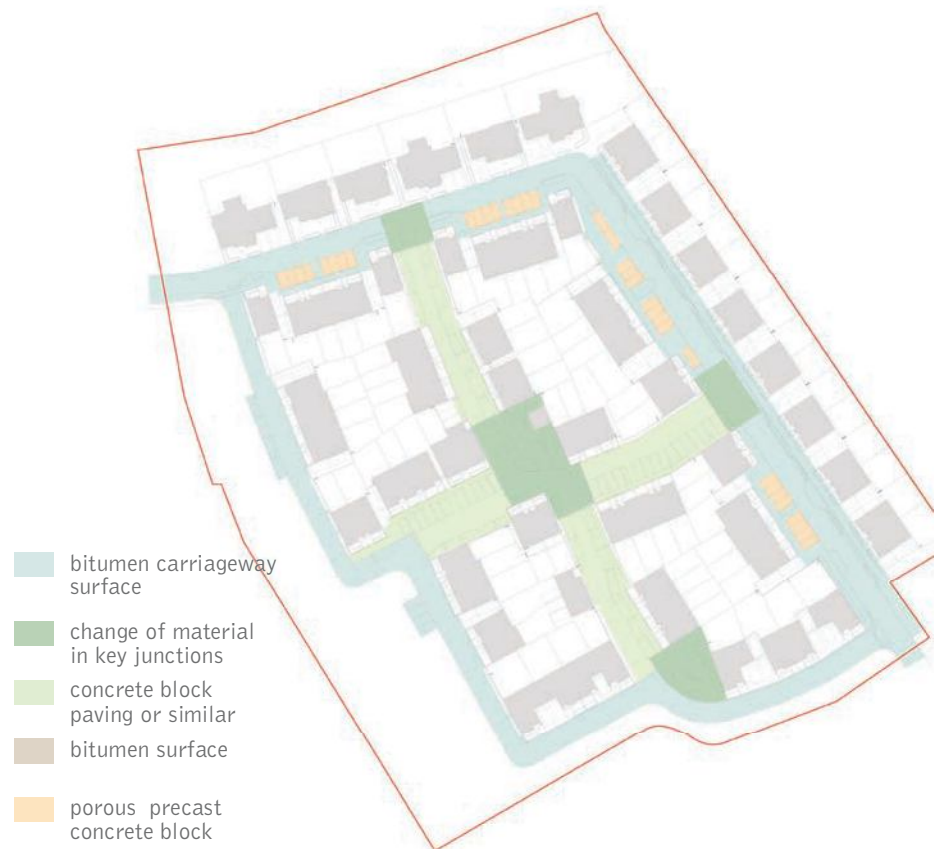 bitumen carriageway
surface
change of material
in key junctions
concrete block
paving or similar
bitumen surface
porous precast
concrete block